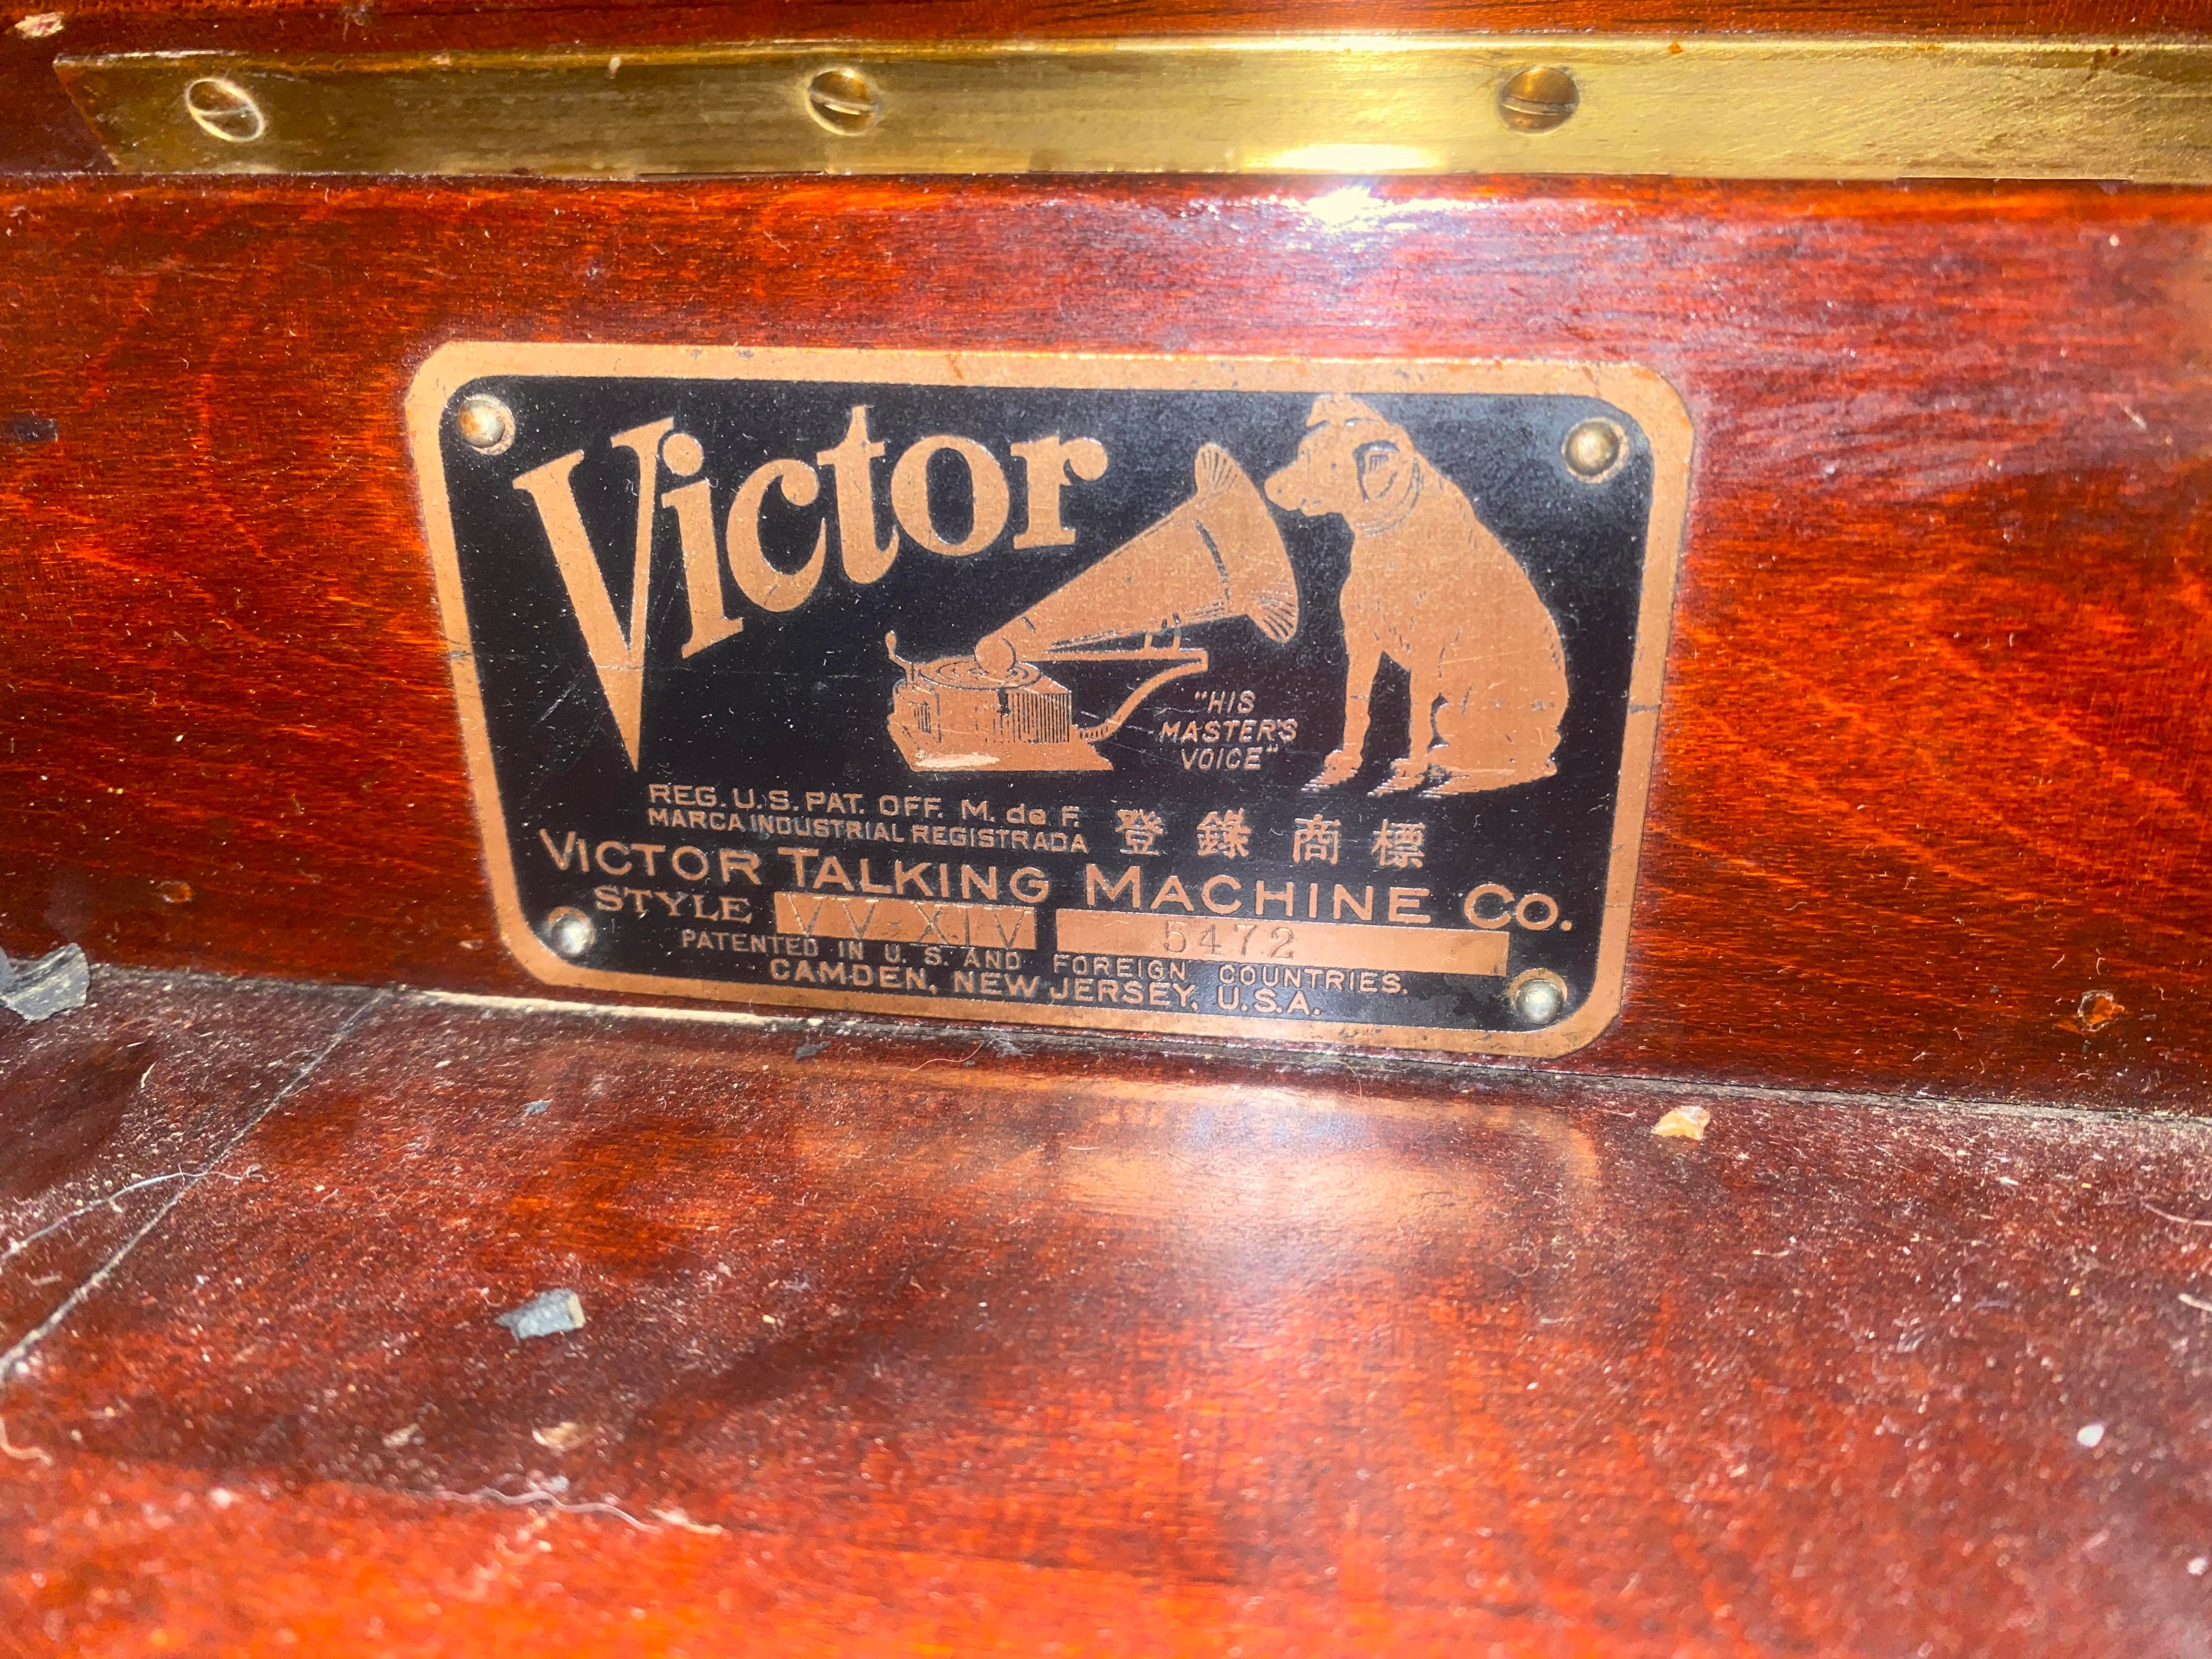 Victor
"HIS
MASTER'S
VOICE"
REG. U.S. PAT. OFF. M. de F.
MARCA INDUSTRIAL REGISTRADA 登録商標
VICTOR TALKING MACHINE CO.
STYLE VV-XIV 5472
PATENTED IN U. S. AND FOREIGN COUNTRIES.
CAMDEN, NEW JERSEY, U.S.A.